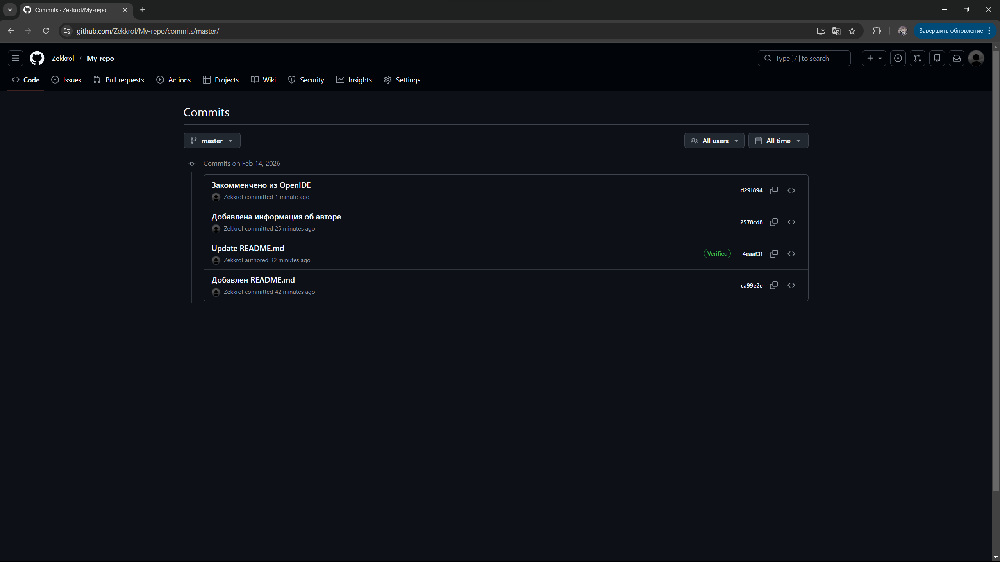 Commits · Zekkrol/My-repo
github.com/Zekkrol/My-repo/commits/master/
Завершить обновление
Zekkrol / My-repo
Type / to search
Code Issues Pull requests Actions Projects Wiki Security Insights Settings
Commits
master All users All time
Commits on Feb 14, 2026
Закомменчено из OpenIDE
Zekkrol committed 1 minute ago
d291894
Добавлена информация об авторе
Zekkrol committed 25 minutes ago
2578cd8
Update README.md
Zekkrol authored 32 minutes ago
Verified 4eaaf31
Добавлен README.md
Zekkrol committed 42 minutes ago
ca99e2e